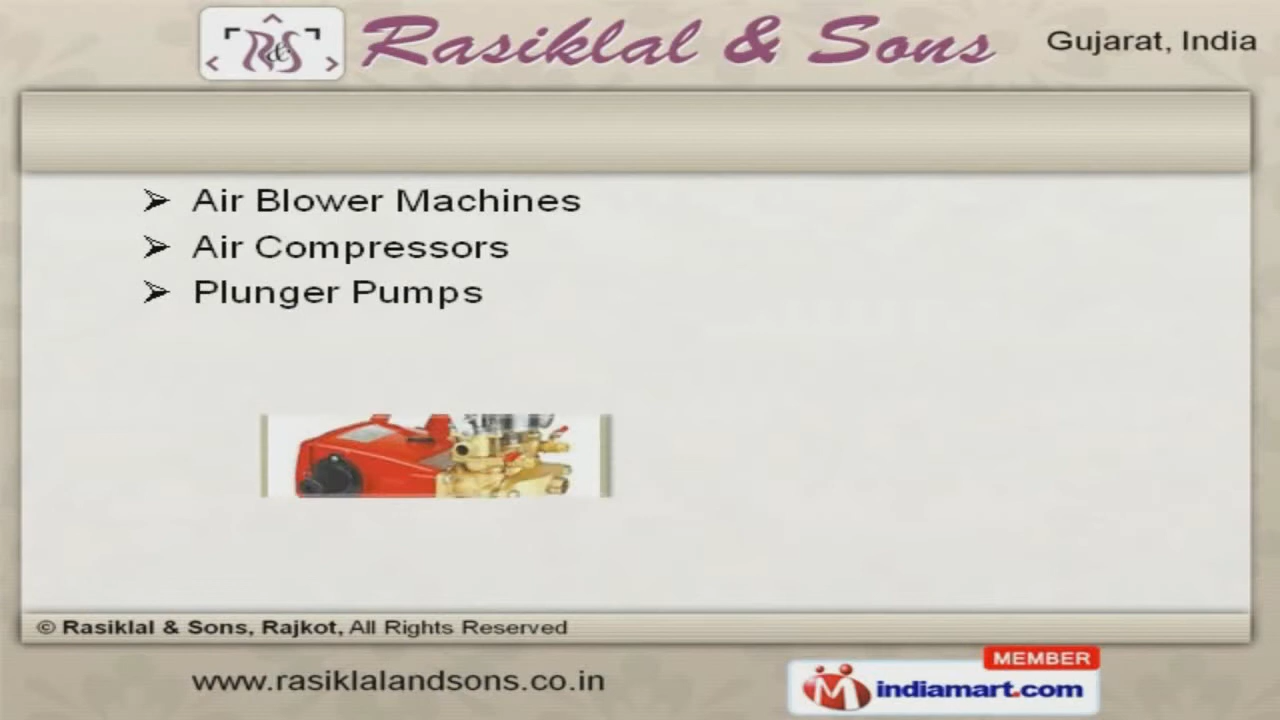 R&S
Rasiklal & Sons
Gujarat, India
Air Blower Machines
Air Compressors
Plunger Pumps
© Rasiklal & Sons, Rajkot, All Rights Reserved
www.rasiklalandsons.co.in
MEMBER
indiamart.com